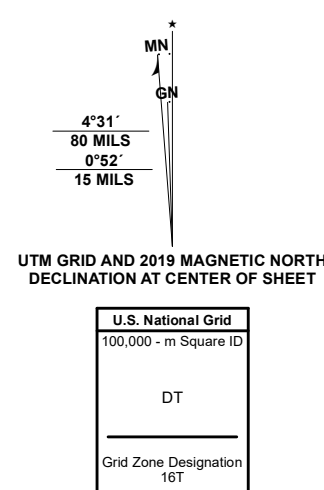 ★
MN
GN
4°31´
80 MILS
0°52´
15 MILS
UTM GRID AND 2019 MAGNETIC NORTH
DECLINATION AT CENTER OF SHEET
U.S. National Grid
100,000 - m Square ID
DT
Grid Zone Designation
16T